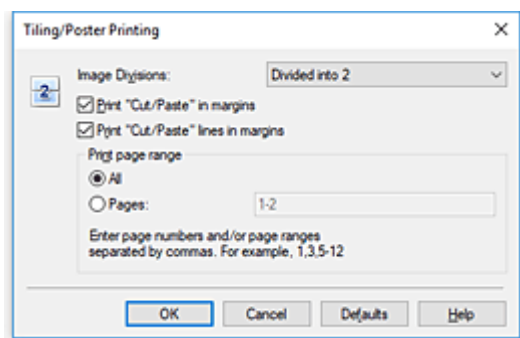 Tiling/Poster Printing
Image Divisions: Divided into 2
2
Print "Cut/Paste" in margins
Print "Cut/Paste" lines in margins
Print page range
All
Pages: 1-2
Enter page numbers and/or page ranges
separated by commas. For example, 1,3,5-12
OK Cancel Defaults Help